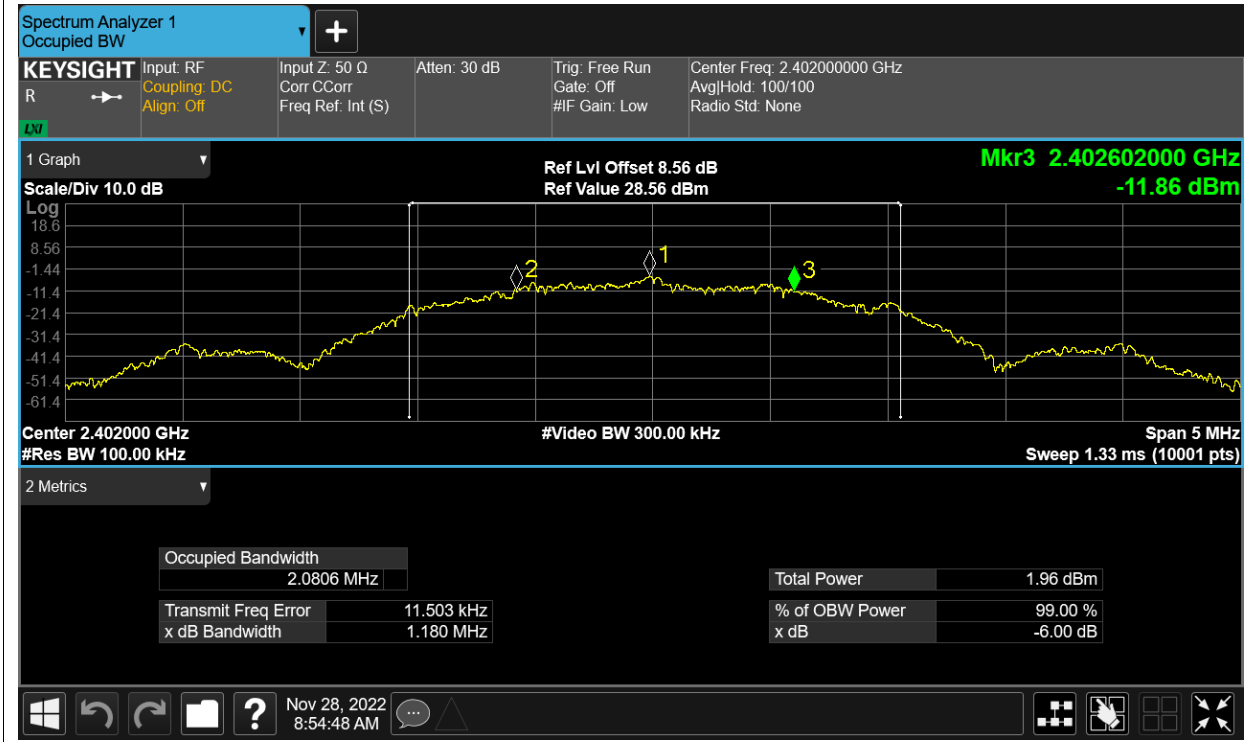 Spectrum Analyzer 1
Occupied BW
KEYSIGHT
R
LXI
Input: RF
Coupling: DC
Align: Off
Input Z: 50 Ω
Corr CCorr
Freq Ref: Int (S)
Atten: 30 dB
Trig: Free Run
Gate: Off
#IF Gain: Low
Center Freq: 2.402000000 GHz
Avg|Hold: 100/100
Radio Std: None
1 Graph
Scale/Div 10.0 dB
Ref Lvl Offset 8.56 dB
Ref Value 28.56 dBm
Mkr3 2.402602000 GHz
-11.86 dBm
Log
18.6
8.56
-1.44
-11.4
-21.4
-31.4
-41.4
-51.4
-61.4
2
1
3
Center 2.402000 GHz
#Res BW 100.00 kHz
#Video BW 300.00 kHz
Span 5 MHz
Sweep 1.33 ms (10001 pts)
2 Metrics
Occupied Bandwidth
2.0806 MHz
Transmit Freq Error 11.503 kHz
x dB Bandwidth 1.180 MHz
Total Power 1.96 dBm
% of OBW Power 99.00 %
x dB -6.00 dB
?
Nov 28, 2022
8:54:48 AM